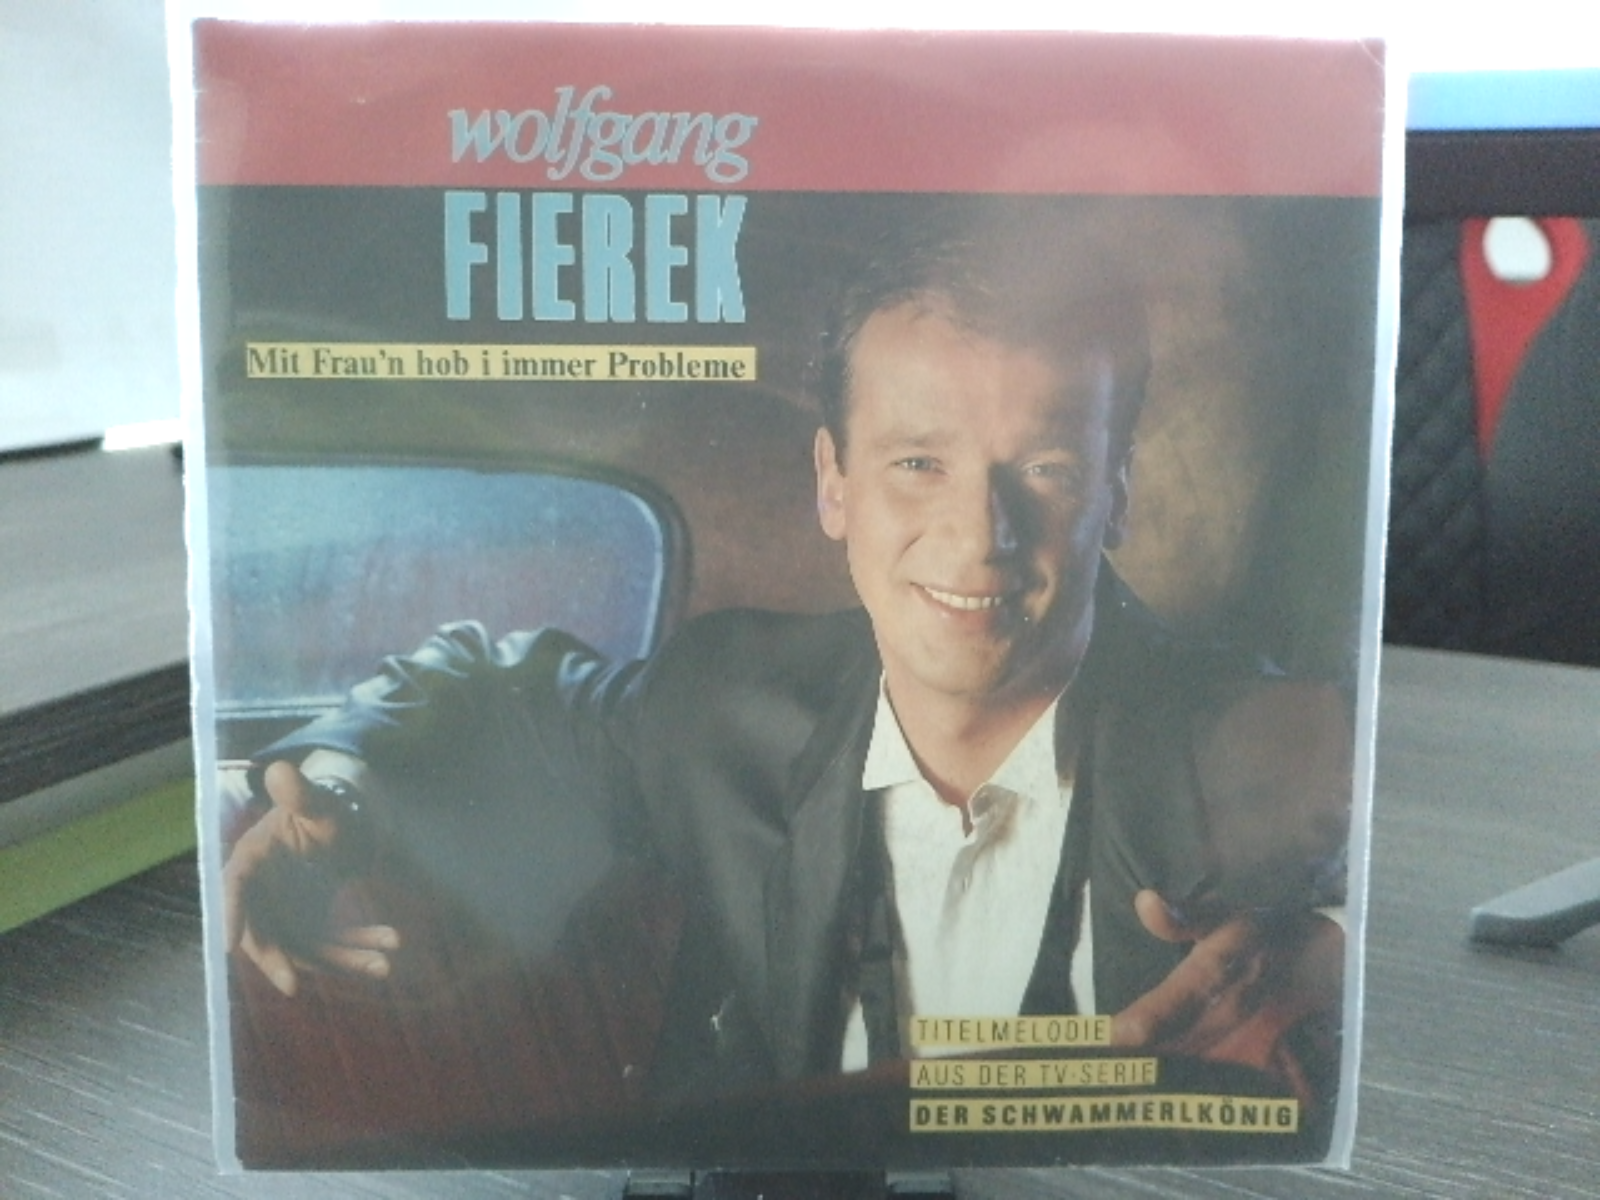 wolfgang
FIEREK
Mit Frau'n hob i immer Probleme
TITELMELODIE
AUS DER TV-SERIE
DER SCHWAMMERLKÖNIG